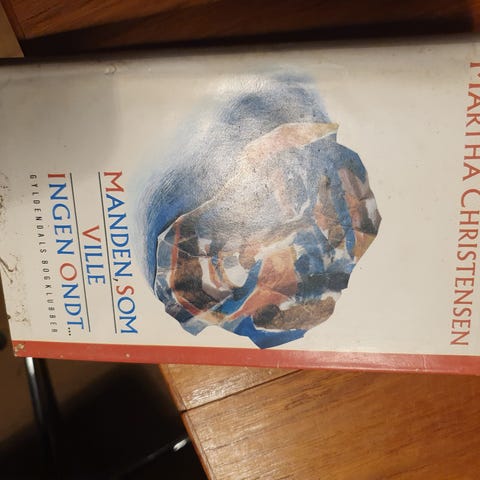 MARTHA CHRISTENSEN
MANDEN, SOM
VILLE
INGEN ONDT...
GYLDENDALS BOGKLUBBER